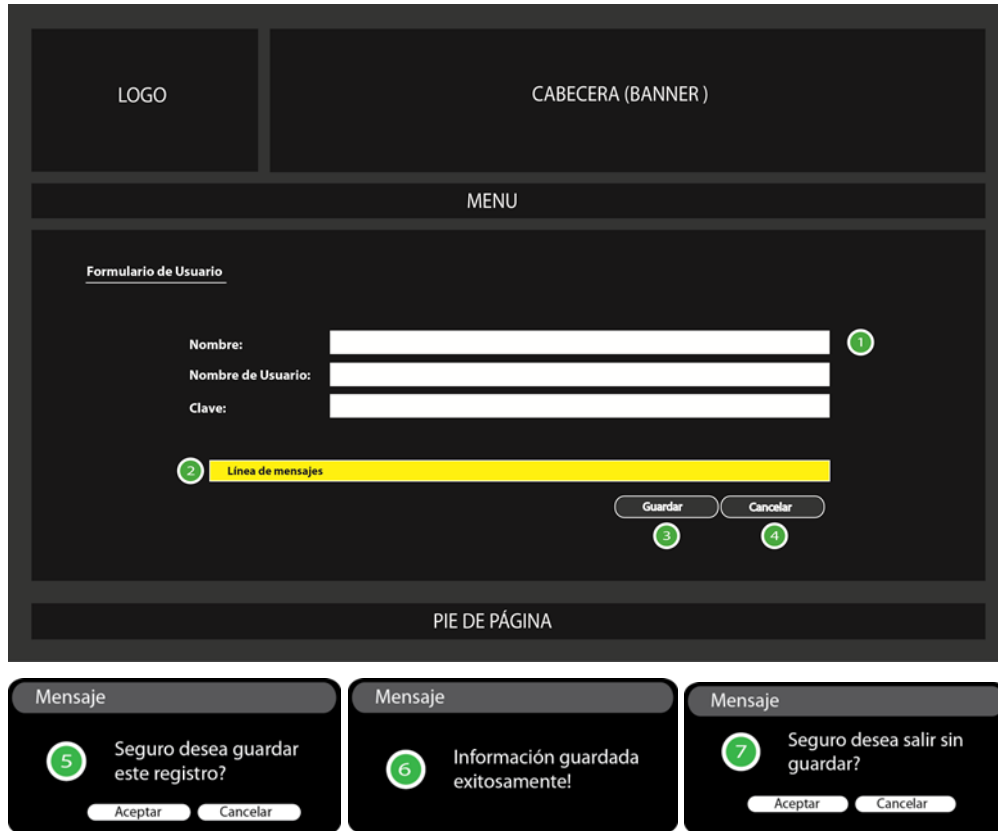 LOGO
CABECERA (BANNER )
MENU
Formulario de Usuario
Nombre:
1
Nombre de Usuario:
Clave:
2
Línea de mensajes
Guardar
Cancelar
3
4
PIE DE PÁGINA
Mensaje
5
Seguro desea guardar
este registro?
Aceptar
Cancelar
Mensaje
6
Información guardada
exitosamente!
Mensaje
7
Seguro desea salir sin
guardar?
Aceptar
Cancelar